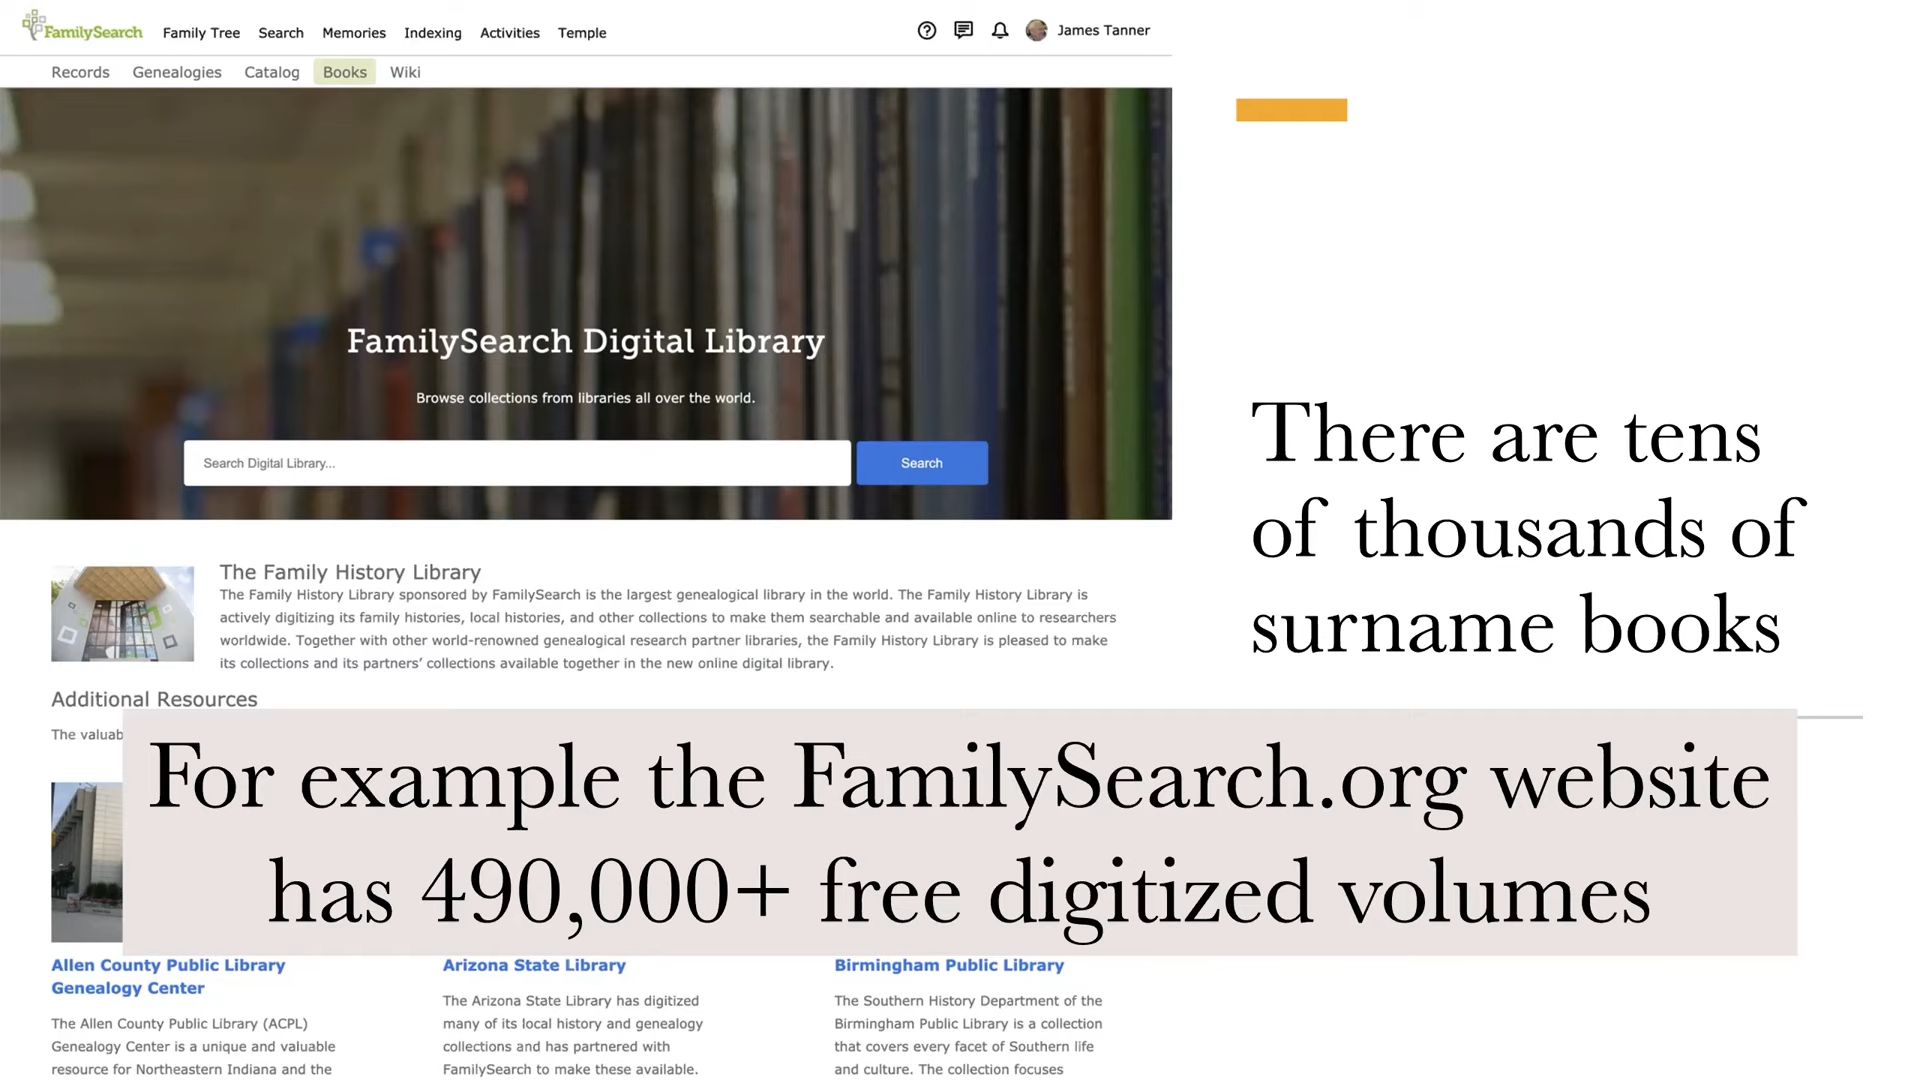 FamilySearch
Family Tree Search Memories Indexing Activities Temple
James Tanner
Records Genealogies Catalog Books Wiki
FamilySearch Digital Library
Browse collections from libraries all over the world.
Search Digital Library...
Search
The Family History Library
The Family History Library sponsored by FamilySearch is the largest genealogical library in the world. The Family History Library is
actively digitizing its family histories, local histories, and other collections to make them searchable and available online to researchers
worldwide. Together with other world-renowned genealogical research partner libraries, the Family History Library is pleased to make
its collections and its partners' collections available together in the new online digital library.
Additional Resources
The valuab
There are tens
of thousands of
surname books
For example the FamilySearch.org website
has 490,000+ free digitized volumes
Allen County Public Library
Genealogy Center
The Allen County Public Library (ACPL)
Genealogy Center is a unique and valuable
resource for Northeastern Indiana and the
Arizona State Library
The Arizona State Library has digitized
many of its local history and genealogy
collections and has partnered with
FamilySearch to make these available.
Birmingham Public Library
The Southern History Department of the
Birmingham Public Library is a collection
that covers every facet of Southern life
and culture. The collection focuses